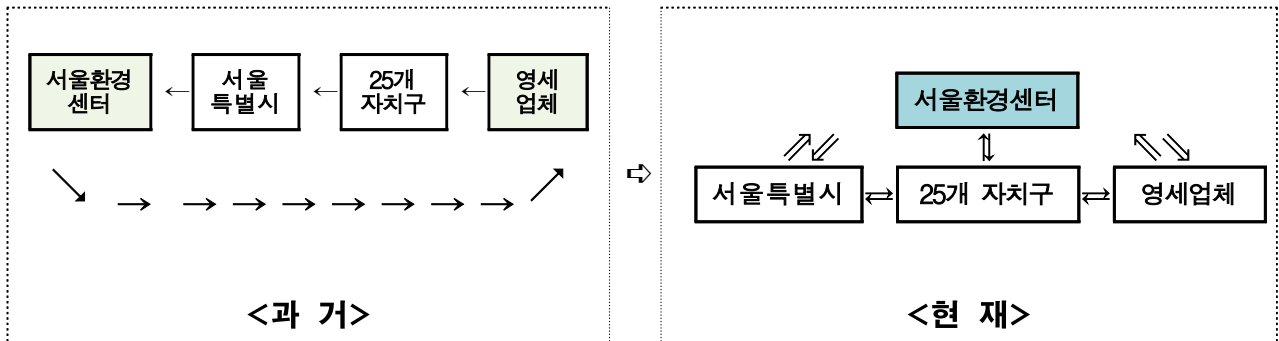 서울환경
센터
서울
특별시
25개
자치구
영세
업체
<과 거>
서울환경센터
서울특별시
25개 자치구
영세업체
<현 재>